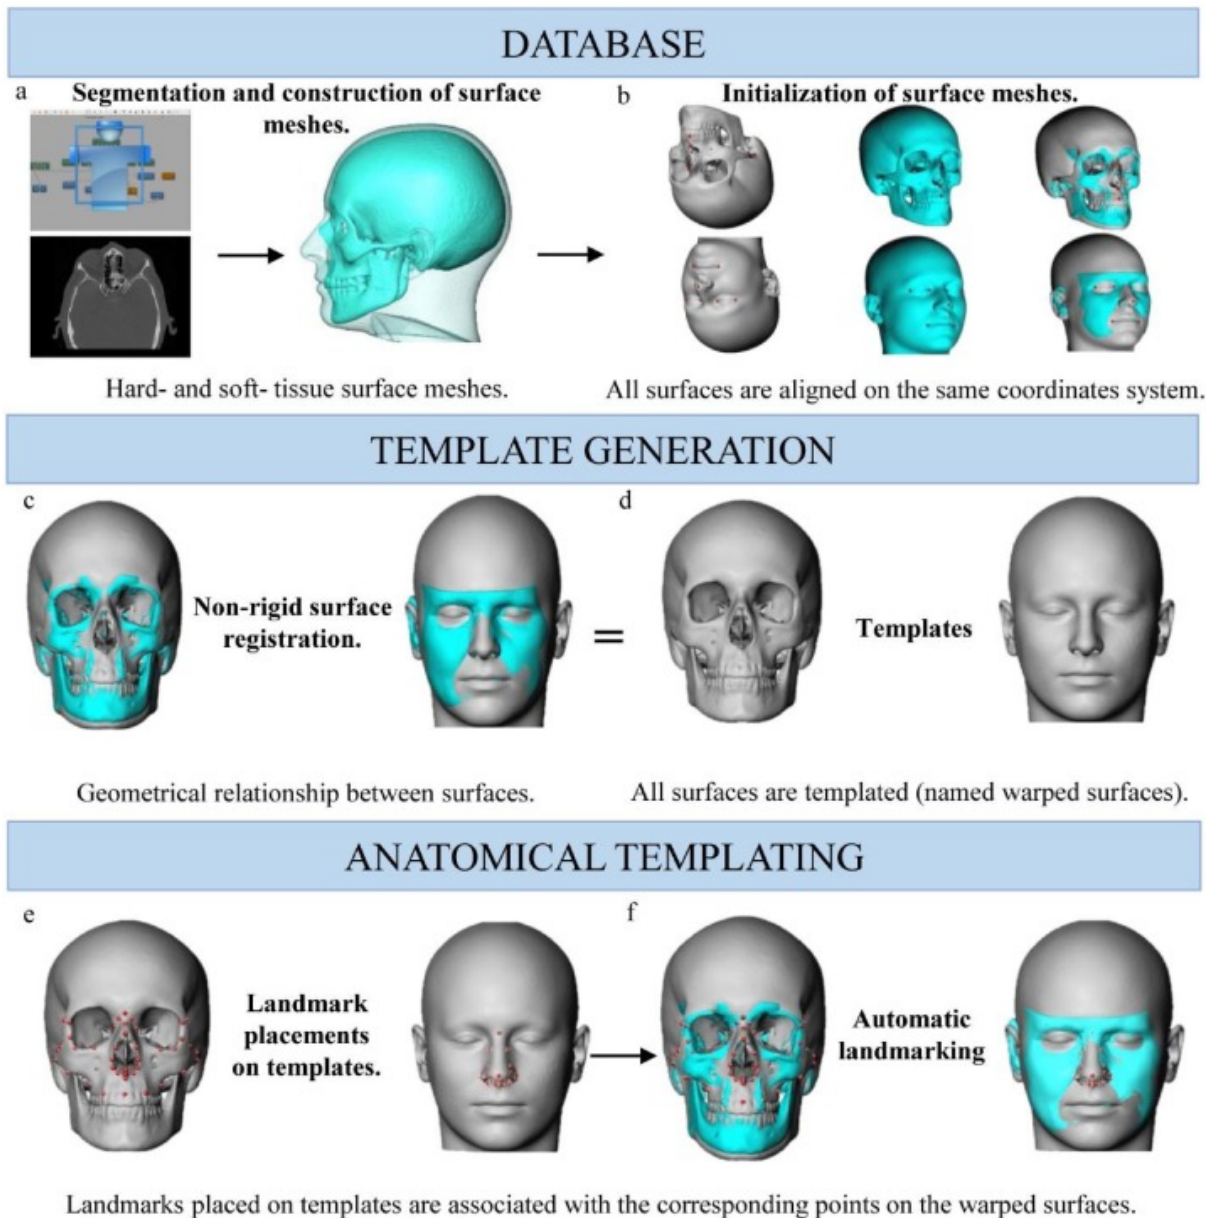 DATABASE
a
Segmentation and construction of surface
meshes.
b
Initialization of surface meshes.
Hard- and soft- tissue surface meshes.
All surfaces are aligned on the same coordinates system.
TEMPLATE GENERATION
c
Non-rigid surface
registration.
=
d
Templates
Geometrical relationship between surfaces.
All surfaces are templated (named warped surfaces).
ANATOMICAL TEMPLATING
e
Landmark
placements
on templates.
f
Automatic
landmarking
Landmarks placed on templates are associated with the corresponding points on the warped surfaces.